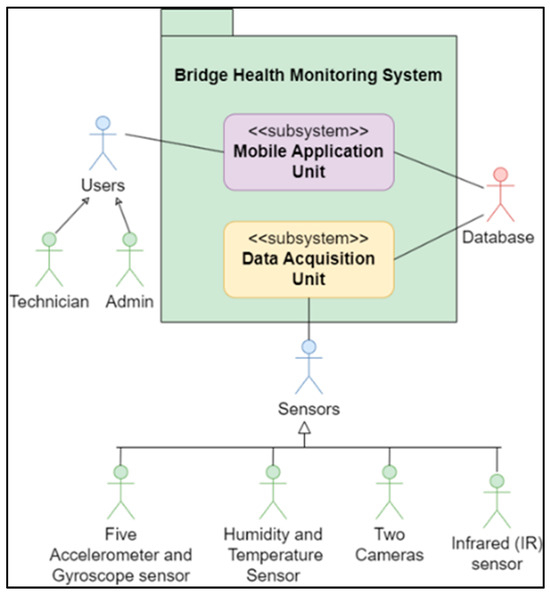 Bridge Health Monitoring System
<<subsystem>>
Mobile Application
Unit
Users
<<subsystem>>
Data Acquisition
Unit
Database
Technician
Admin
Sensors
Five
Accelerometer and
Gyroscope sensor
Humidity and
Temperature
Sensor
Two
Cameras
Infrared (IR)
sensor